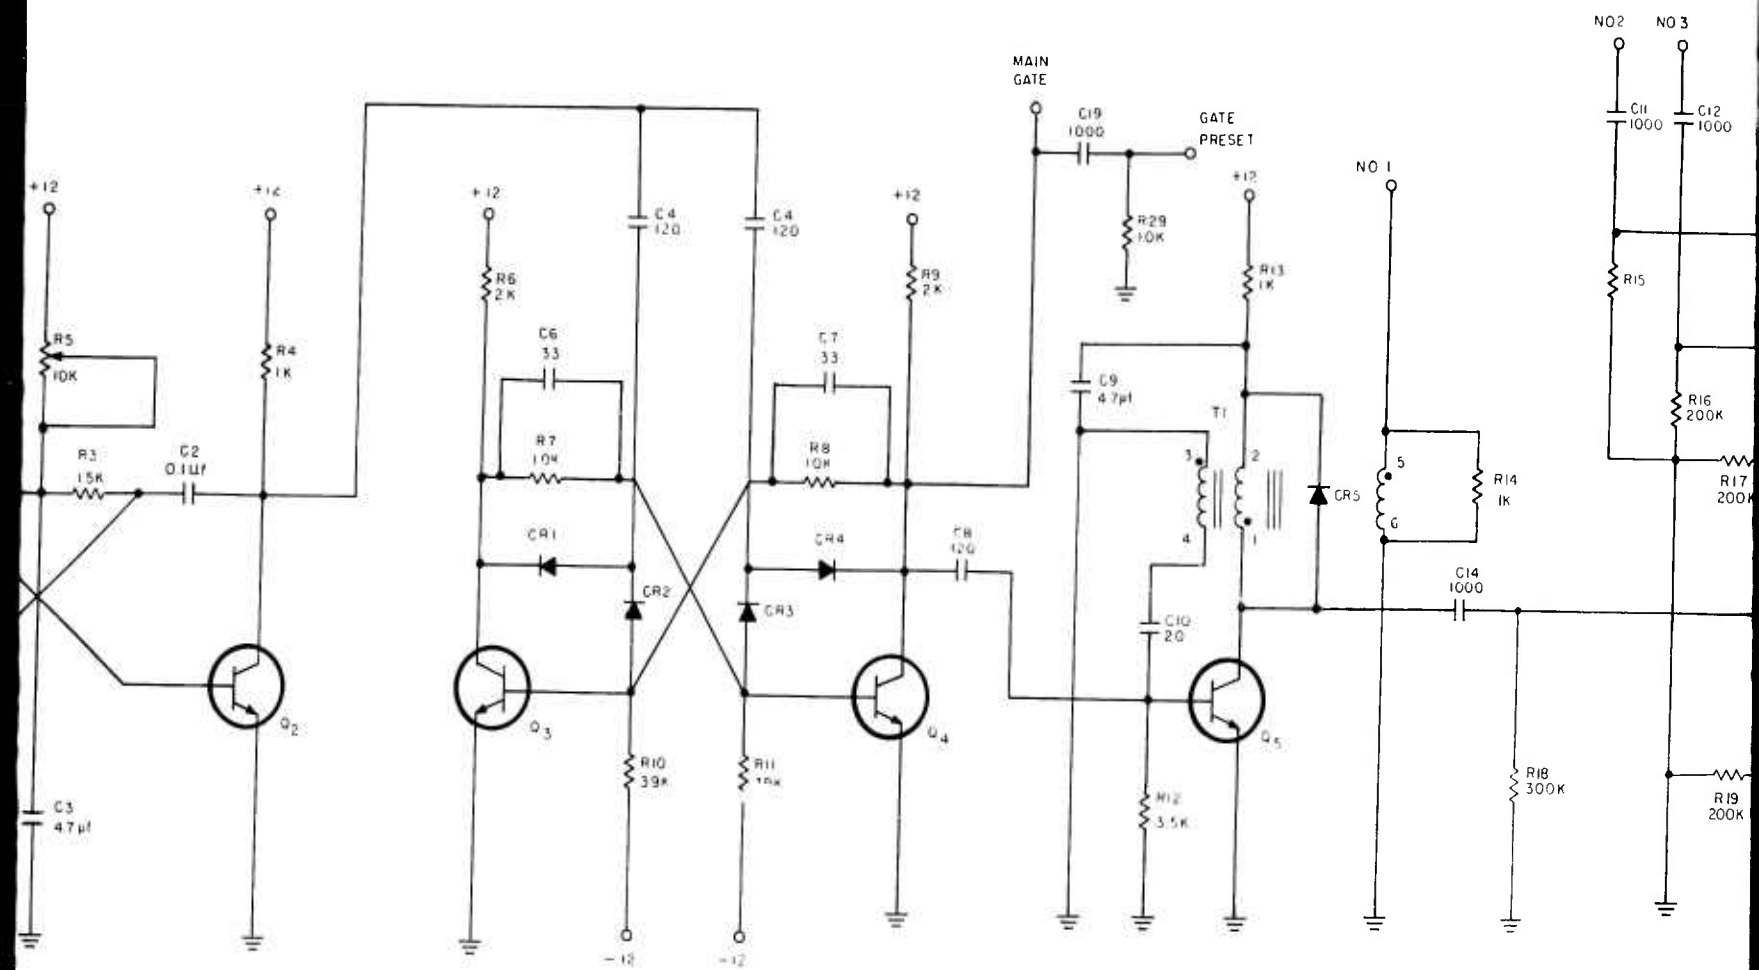 NO2
NO 3
MAIN
GATE
C11
1000
C12
1000
C19
1000
GATE
PRESET
NO 1
+12
+12
+12
+12
+12
C4
120
C4
120
R29
10K
R6
2K
R9
2K
R13
1K
R15
R5
10K
R4
1K
C6
33
C7
33
C9
4.7µf
T1
R16
200K
R3
15K
C2
0.1µf
R7
10K
R8
10K
3
2
5
R14
1K
R17
200K
CR5
6
4
1
CR1
CR4
C8
120
C14
1000
CR2
CR3
C10
20
Q2
Q3
Q4
Q5
R10
39K
R11
R12
3.5K
R18
300K
R19
200K
C3
4.7µf
-12
-12